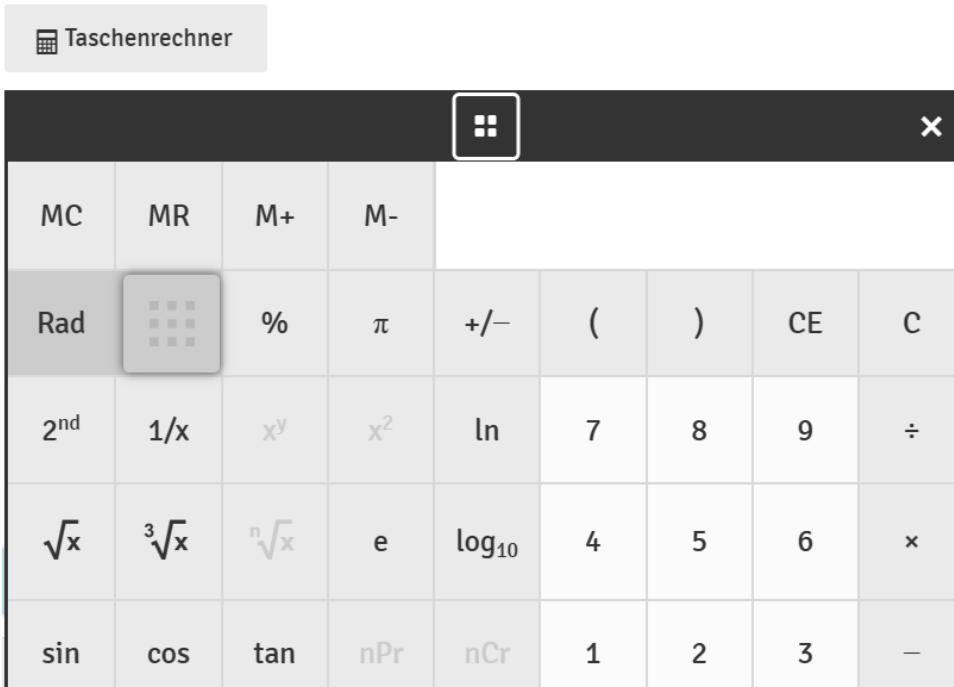 Taschenrechner
×
MC MR M+ M-
Rad % π +/− ( ) CE C
2ⁿᵈ 1/x xʸ x² ln 7 8 9 ÷
√x ³√x ⁿ√x e log₁₀ 4 5 6 ×
sin cos tan nPr nCr 1 2 3 −